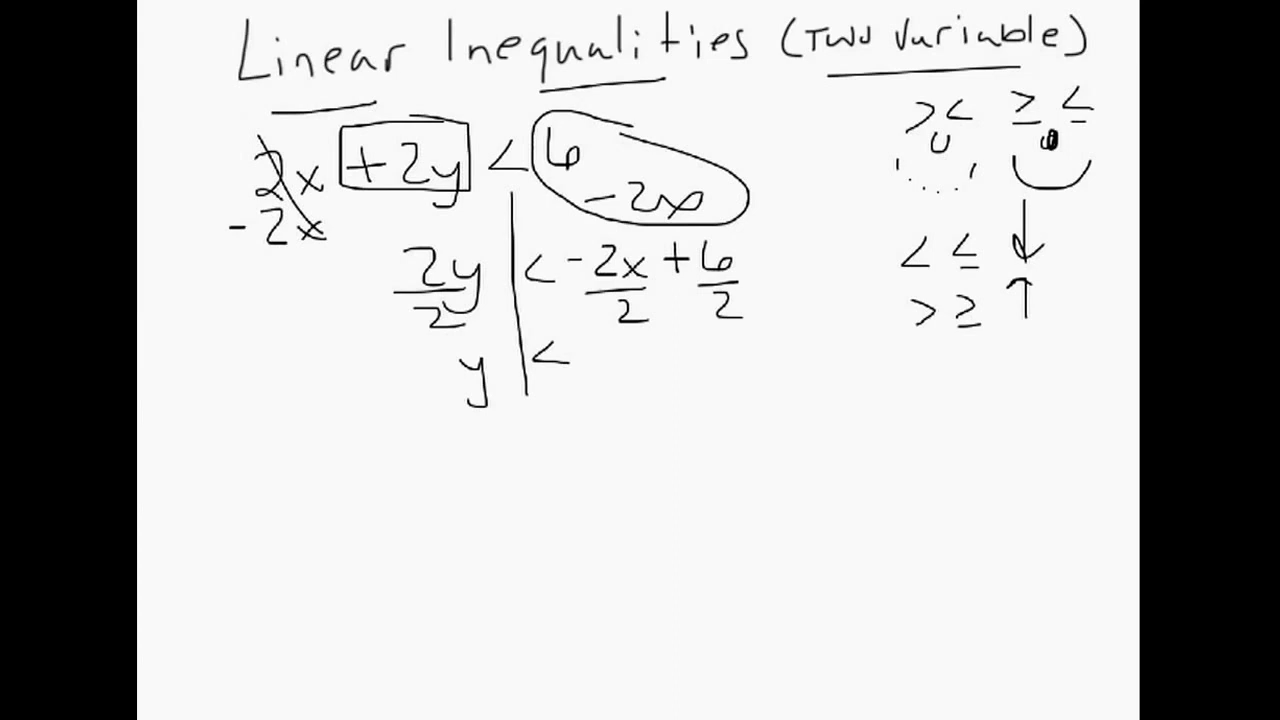 Linear Inequalities (Two Variable)
> < ≥ ≤
2x + 2y < 6
- 2x - 2x
2y < - 2x + 6
2 2 2
y <
< ≤ ↓
> ≥ ↑